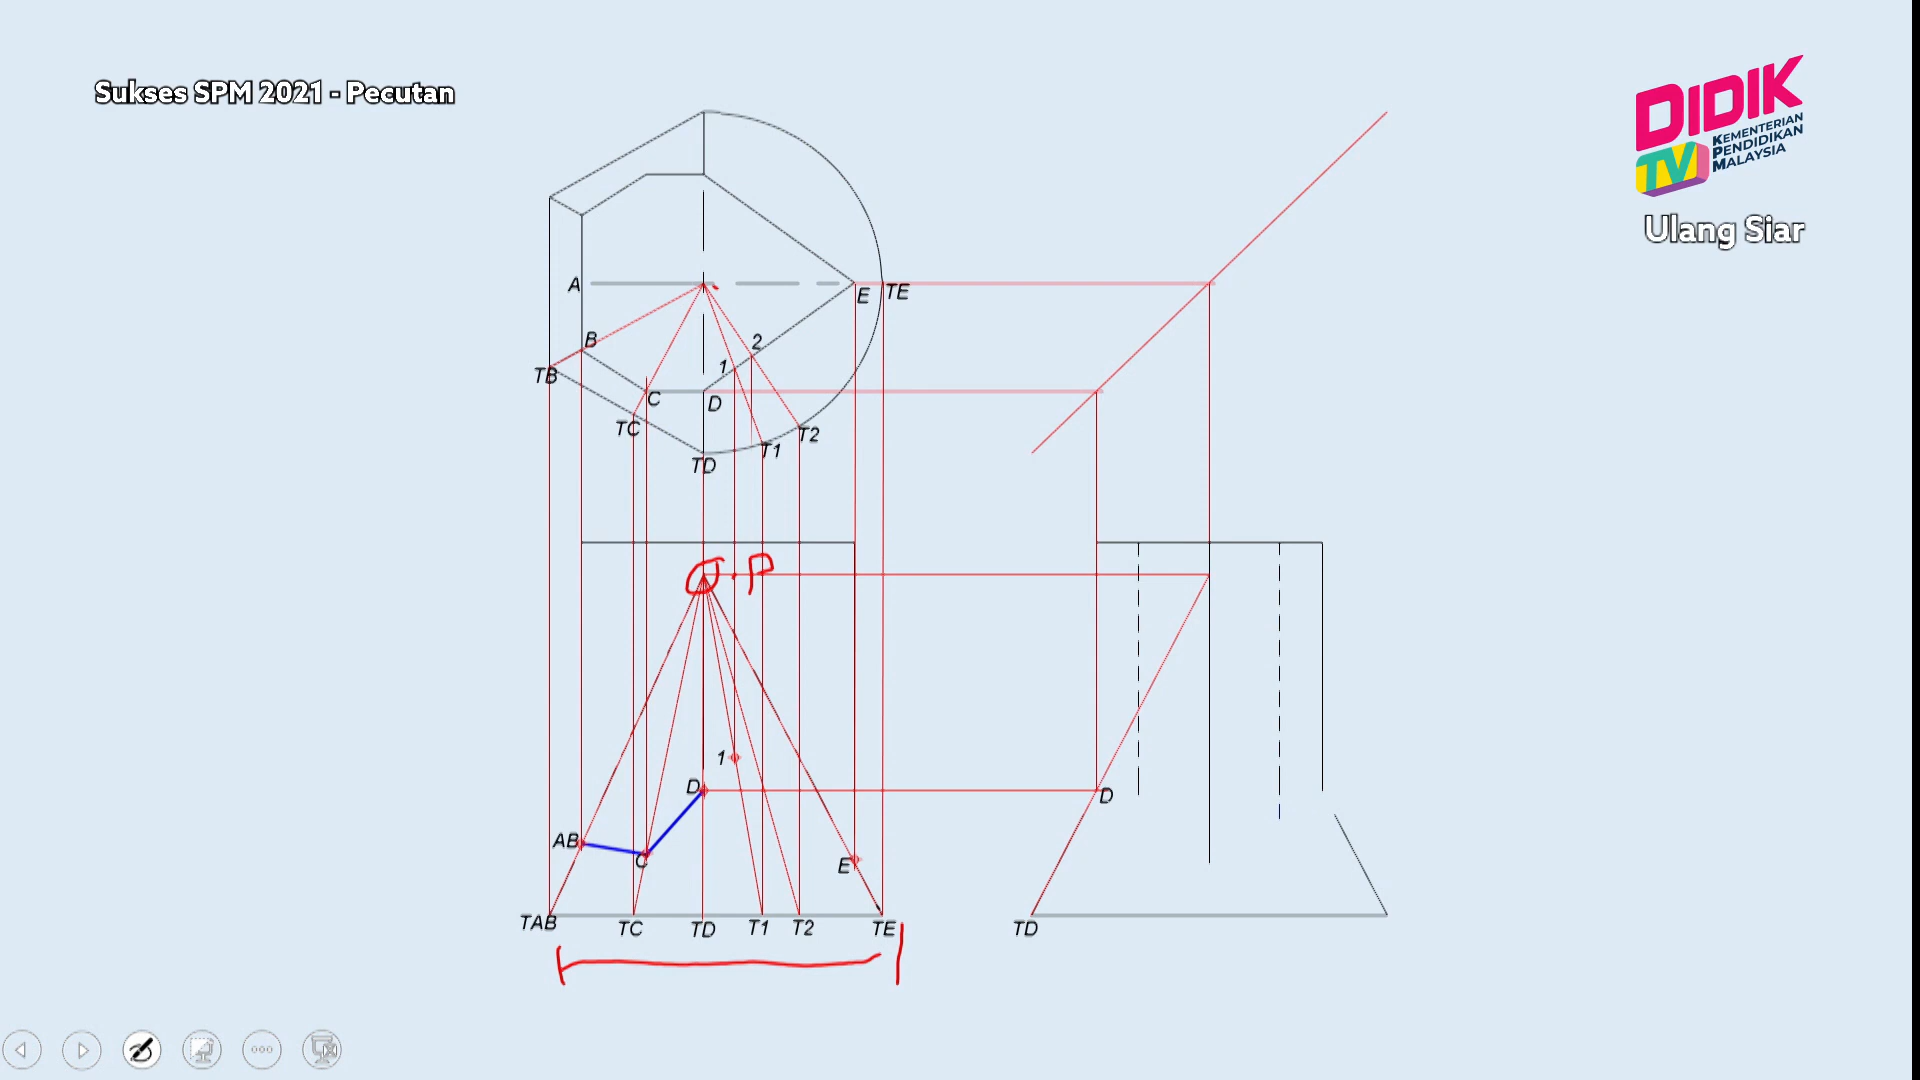 Sukses SPM 2021 - Pecutan
DIDIK
TV
KEMENTERIAN
PENDIDIKAN
MALAYSIA
Ulang Siar
A
E
TE
B
2
1
TB
C
D
TC
T2
T1
TD
O.P
1
D
D
AB
C
E
TAB
TC
TD
T1
T2
TE
TD